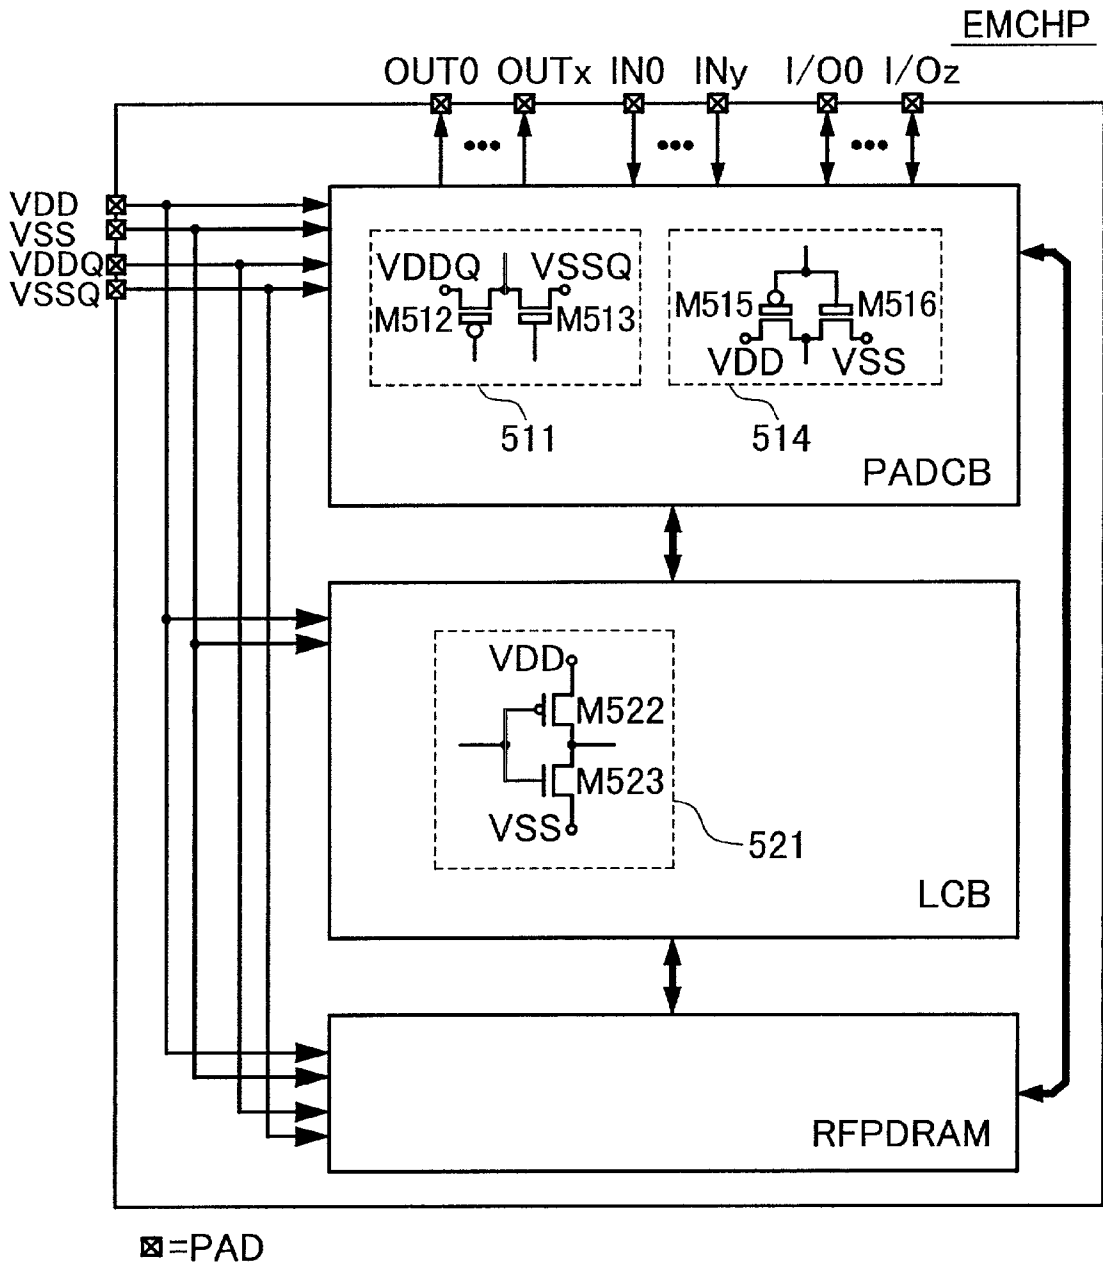 EMCHP
OUT0 OUTx IN0 INy I/O0 I/Oz
VDD
VSS
VDDQ
VSSQ
VDDQ VSSQ
M512 M513
511
M515 M516
VDD VSS
514
PADCB
VDD
M522
M523
VSS
521
LCB
RFPDRAM
=PAD